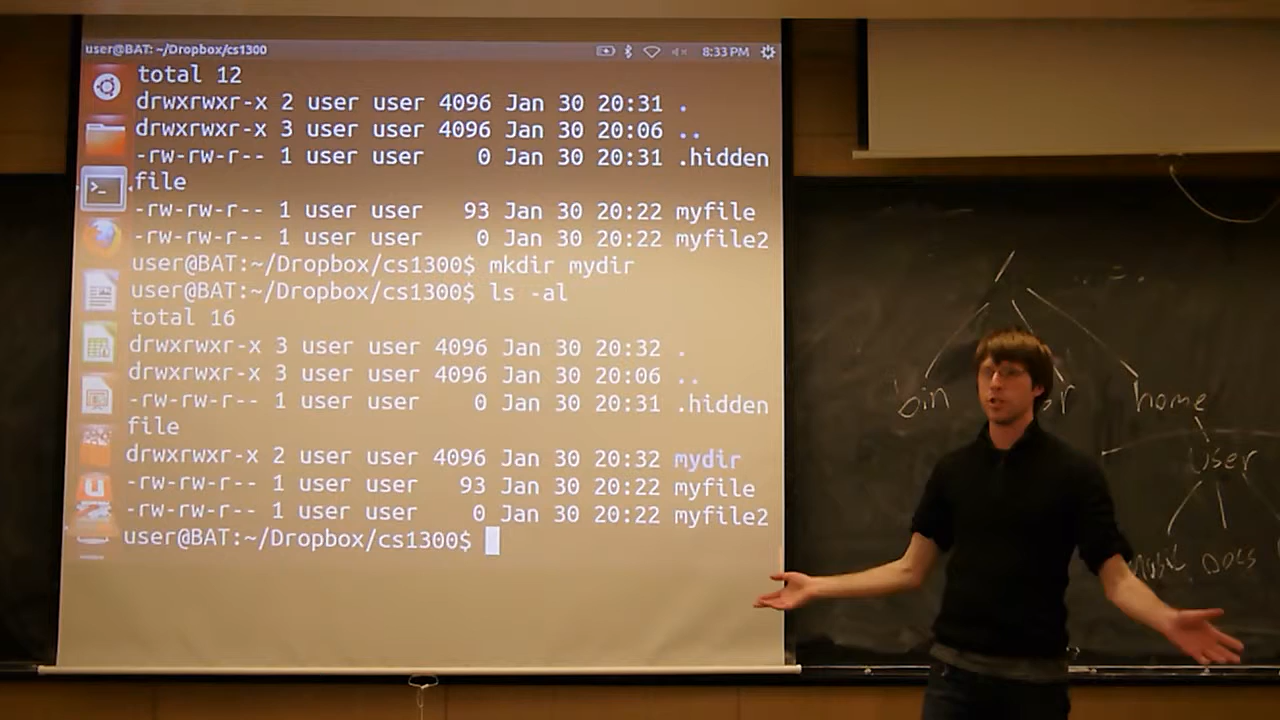 user@BAT: ~/Dropbox/cs1300
8:33PM
total 12
drwxrwxr-x 2 user user 4096 Jan 30 20:31 .
drwxrwxr-x 3 user user 4096 Jan 30 20:06 ..
-rw-rw-r-- 1 user user 0 Jan 30 20:31 .hidden
file
-rw-rw-r-- 1 user user 93 Jan 30 20:22 myfile
-rw-rw-r-- 1 user user 0 Jan 30 20:22 myfile2
user@BAT:~/Dropbox/cs1300$ mkdir mydir
user@BAT:~/Dropbox/cs1300$ ls -al
total 16
drwxrwxr-x 3 user user 4096 Jan 30 20:32 .
drwxrwxr-x 3 user user 4096 Jan 30 20:06 ..
-rw-rw-r-- 1 user user 0 Jan 30 20:31 .hidden
file
drwxrwxr-x 2 user user 4096 Jan 30 20:32 mydir
-rw-rw-r-- 1 user user 93 Jan 30 20:22 myfile
-rw-rw-r-- 1 user user 0 Jan 30 20:22 myfile2
user@BAT:~/Dropbox/cs1300$
/
bin home
user
DOCS